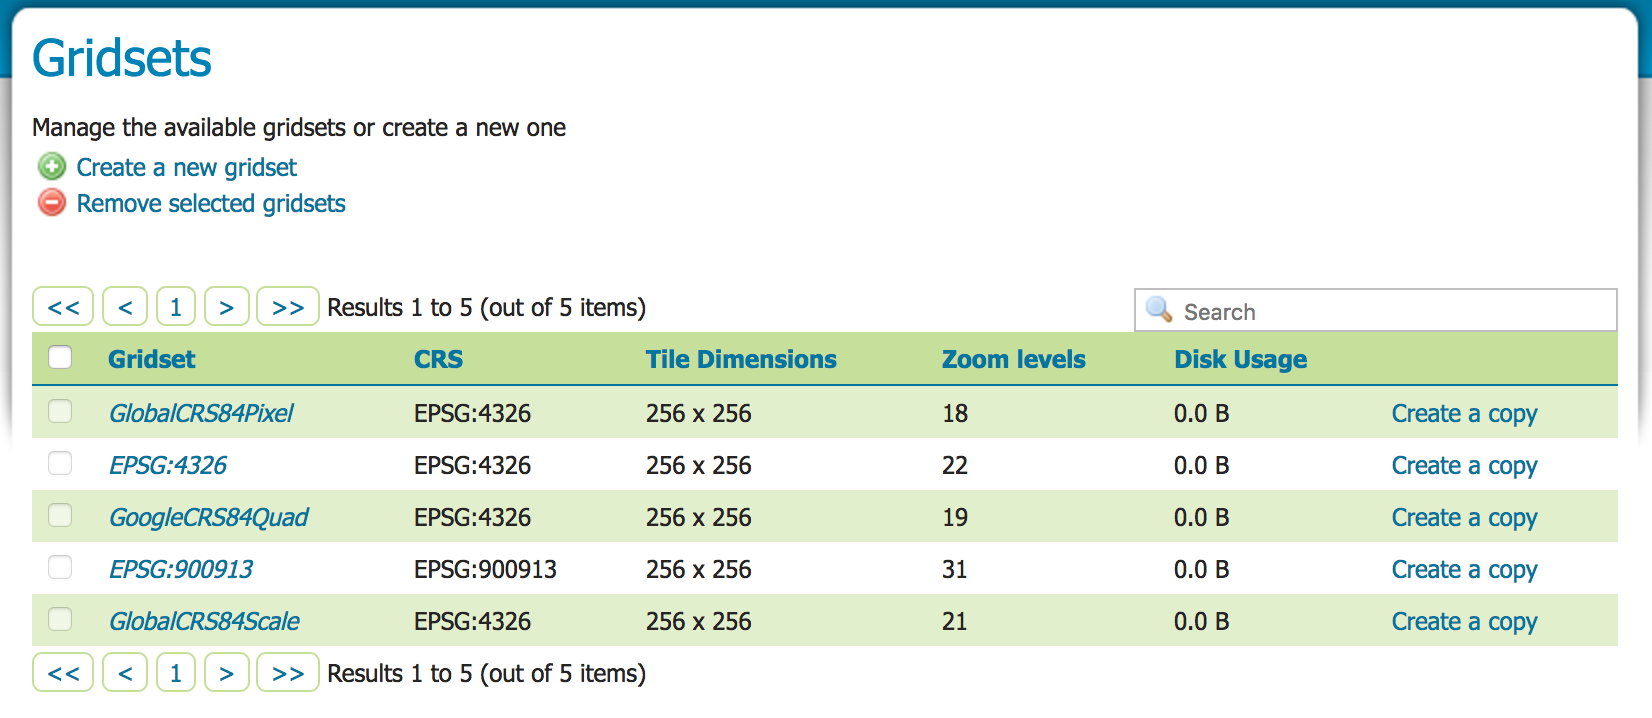 Gridsets
Manage the available gridsets or create a new one
Create a new gridset
Remove selected gridsets
<< < 1 > >> Results 1 to 5 (out of 5 items) Search
Gridset CRS Tile Dimensions Zoom levels Disk Usage
GlobalCRS84Pixel EPSG:4326 256 x 256 18 0.0 B Create a copy
EPSG:4326 EPSG:4326 256 x 256 22 0.0 B Create a copy
GoogleCRS84Quad EPSG:4326 256 x 256 19 0.0 B Create a copy
EPSG:900913 EPSG:900913 256 x 256 31 0.0 B Create a copy
GlobalCRS84Scale EPSG:4326 256 x 256 21 0.0 B Create a copy
<< < 1 > >> Results 1 to 5 (out of 5 items)